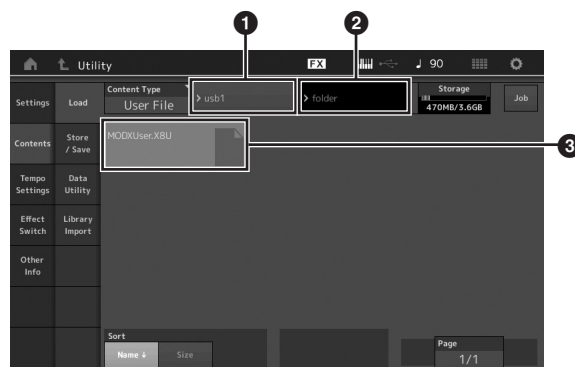 1 2
Utility FX 90
Content Type
User File
> usb1
> folder
Storage
470MB/3.6GB
Job
Settings Load
MODXUser.X8U
3
Contents Store / Save
Tempo Settings Data Utility
Effect Switch Library Import
Other Info
Sort
Name ↓ Size
Page
1/1